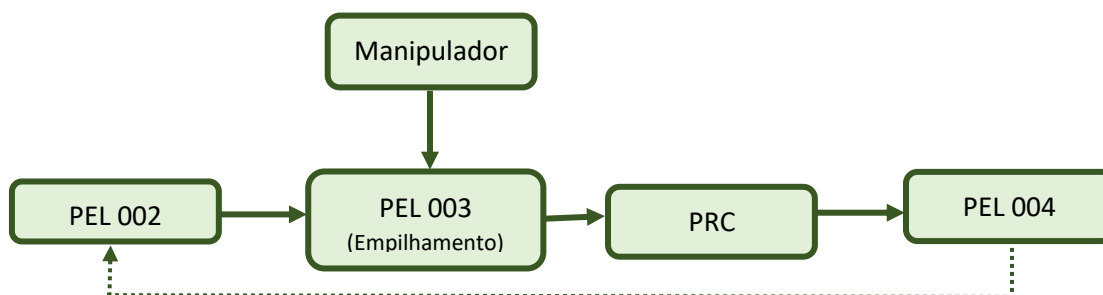 Manipulador
PEL 002
PEL 003
(Empilhamento)
PRC
PEL 004